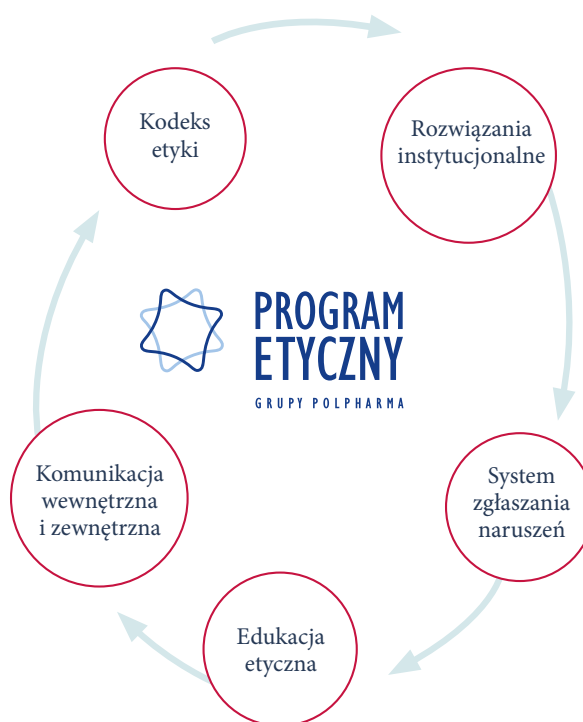 Kodeks
etyki
Rozwiązania
instytucjonalne
PROGRAM
ETYCZNY
GRUPY POLPHARMA
System
zgłaszania
naruszeń
Edukacja
etyczna
Komunikacja
wewnętrzna
i zewnętrzna